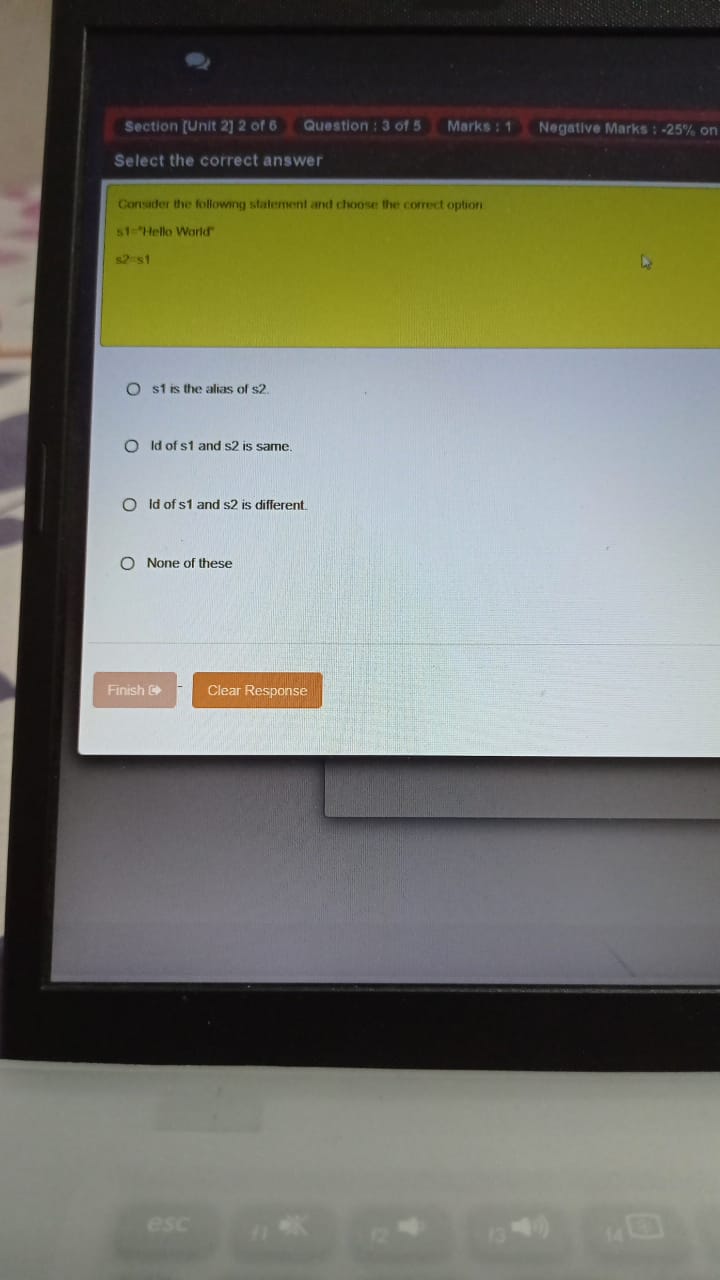 Section [Unit 2] 2 of 6 Question : 3 of 5 Marks : 1 Negative Marks : -25% on
Select the correct answer
Consider the following statement and choose the correct option.
s1="Hello World"
s2=s1
s1 is the alias of s2.
Id of s1 and s2 is same.
Id of s1 and s2 is different.
None of these
Finish - Clear Response
esc f1 f2 f3 f4